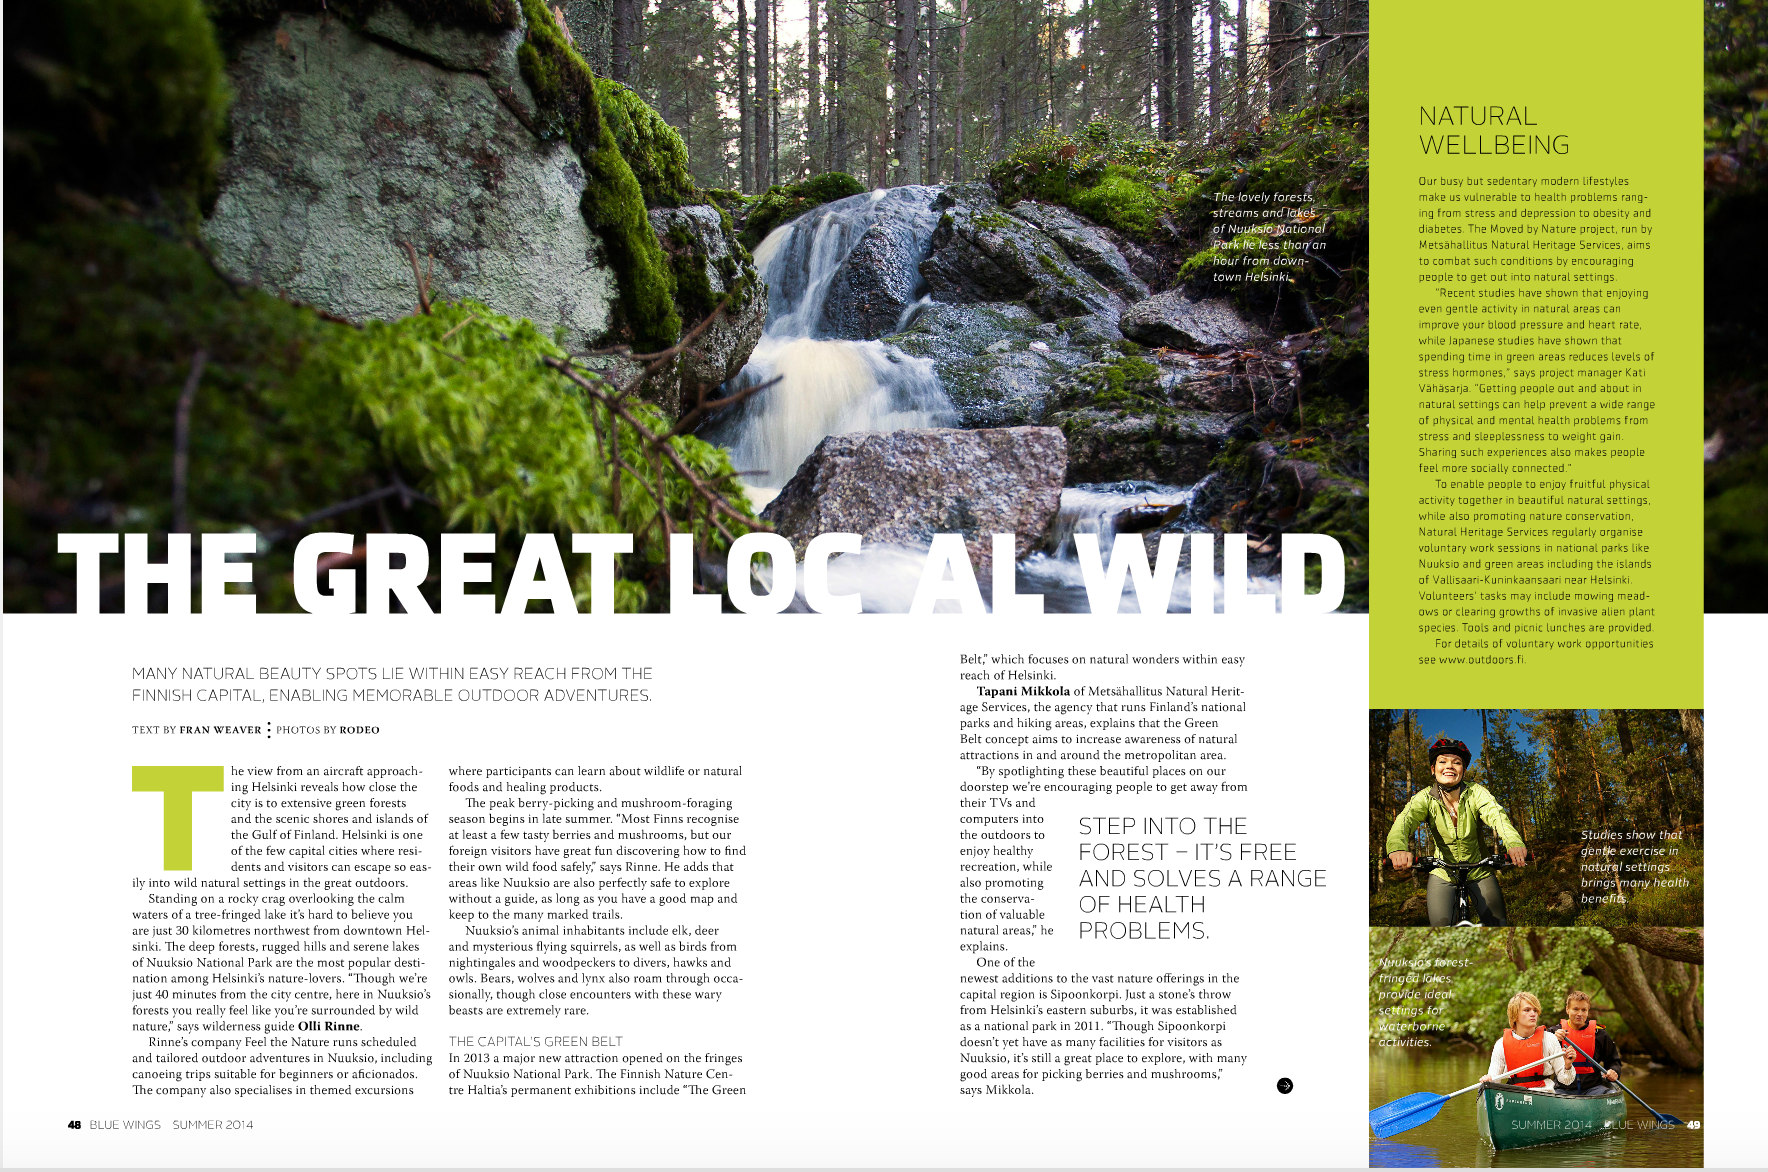 The lovely forests,
streams and lakes
of Nuuksio National
Park lie less than an
hour from down-
town Helsinki.
THE GREAT LOC AL WILD
MANY NATURAL BEAUTY SPOTS LIE WITHIN EASY REACH FROM THE
FINNISH CAPITAL, ENABLING MEMORABLE OUTDOOR ADVENTURES.
TEXT BY FRAN WEAVER PHOTOS BY RODEO
The view from an aircraft approach-
ing Helsinki reveals how close the
city is to extensive green forests
and the scenic shores and islands of
the Gulf of Finland. Helsinki is one
of the few capital cities where resi-
dents and visitors can escape so eas-
ily into wild natural settings in the great outdoors.
Standing on a rocky crag overlooking the calm
waters of a tree-fringed lake it's hard to believe you
are just 30 kilometres northwest from downtown Hel-
sinki. The deep forests, rugged hills and serene lakes
of Nuuksio National Park are the most popular desti-
nation among Helsinki's nature-lovers. "Though we're
just 40 minutes from the city centre, here in Nuuksio's
forests you really feel like you're surrounded by wild
nature," says wilderness guide Olli Rinne.
Rinne's company Feel the Nature runs scheduled
and tailored outdoor adventures in Nuuksio, including
canoeing trips suitable for beginners or aficionados.
The company also specialises in themed excursions
where participants can learn about wildlife or natural
foods and healing products.
The peak berry-picking and mushroom-foraging
season begins in late summer. "Most Finns recognise
at least a few tasty berries and mushrooms, but our
foreign visitors have great fun discovering how to find
their own wild food safely," says Rinne. He adds that
areas like Nuuksio are also perfectly safe to explore
without a guide, as long as you have a good map and
keep to the many marked trails.
Nuuksio's animal inhabitants include elk, deer
and mysterious flying squirrels, as well as birds from
nightingales and woodpeckers to divers, hawks and
owls. Bears, wolves and lynx also roam through occa-
sionally, though close encounters with these wary
beasts are extremely rare.
THE CAPITAL'S GREEN BELT
In 2013 a major new attraction opened on the fringes
of Nuuksio National Park. The Finnish Nature Cen-
tre Haltia's permanent exhibitions include "The Green
Belt," which focuses on natural wonders within easy
reach of Helsinki.
Tapani Mikkola of Metsähallitus Natural Herit-
age Services, the agency that runs Finland's national
parks and hiking areas, explains that the Green
Belt concept aims to increase awareness of natural
attractions in and around the metropolitan area.
"By spotlighting these beautiful places on our
doorstep we're encouraging people to get away from
their TVs and
computers into
the outdoors to
enjoy healthy
recreation, while
also promoting
the conserva-
tion of valuable
natural areas," he
explains.
One of the
newest additions to the vast nature offerings in the
capital region is Sipoonkorpi. Just a stone's throw
from Helsinki's eastern suburbs, it was established
as a national park in 2011. "Though Sipoonkorpi
doesn't yet have as many facilities for visitors as
Nuuksio, it's still a great place to explore, with many
good areas for picking berries and mushrooms,"
says Mikkola.
STEP INTO THE
FOREST – IT'S FREE
AND SOLVES A RANGE
OF HEALTH
PROBLEMS.
NATURAL
WELLBEING
Our busy but sedentary modern lifestyles
make us vulnerable to health problems rang-
ing from stress and depression to obesity and
diabetes. The Moved by Nature project, run by
Metsähallitus Natural Heritage Services, aims
to combat such conditions by encouraging
people to get out into natural settings.
"Recent studies have shown that enjoying
even gentle activity in natural areas can
improve your blood pressure and heart rate,
while Japanese studies have shown that
spending time in green areas reduces levels of
stress hormones," says project manager Kati
Vähäsarja. "Getting people out and about in
natural settings can help prevent a wide range
of physical and mental health problems from
stress and sleeplessness to weight gain.
Sharing such experiences also makes people
feel more socially connected."
To enable people to enjoy fruitful physical
activity together in beautiful natural settings,
while also promoting nature conservation,
Natural Heritage Services regularly organise
voluntary work sessions in national parks like
Nuuksio and green areas including the islands
of Vallisaari-Kuninkaansaari near Helsinki.
Volunteers' tasks may include mowing mead-
ows or clearing growths of invasive alien plant
species. Tools and picnic lunches are provided.
For details of voluntary work opportunities
see www.outdoors.fi.
Studies show that
gentle exercise in
natural settings
brings many health
benefits.
Nuuksio's forest-
fringed lakes
provide ideal
settings for
waterborne
activities.
48 BLUE WINGS SUMMER 2014
SUMMER 2014 BLUE WINGS 49